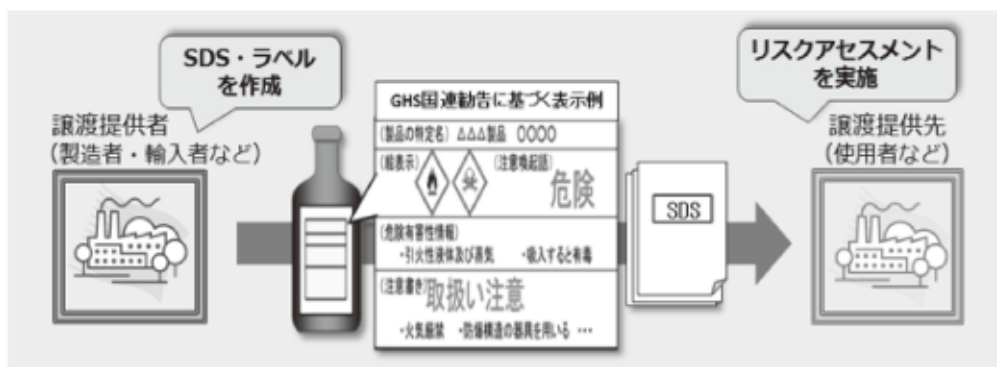 SDS・ラベル
を作成
リスクアセスメント
を実施
譲渡提供者
(製造者・輸入者など)
譲渡提供先
(使用者など)
GHS国連勧告に基づく表示例
(製品の特定名) △△△製品 ○○○○
(絵表示)
(注意喚起語)
危険
(危険有害性情報)
・引火性液体及び蒸気 ・吸入すると有毒
(注意書き)取扱い注意
・火気厳禁 ・防爆構造の器具を用いる …
SDS